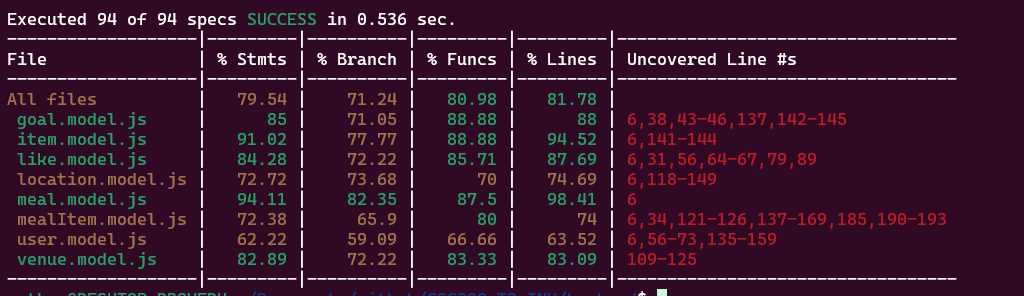 Executed 94 of 94 specs SUCCESS in 0.536 sec.
File | % Stmts | % Branch | % Funcs | % Lines | Uncovered Line #s
All files | 79.54 | 71.24 | 80.98 | 81.78 |
goal.model.js | 85 | 71.05 | 88.88 | 88 | 6,38,43-46,137,142-145
item.model.js | 91.02 | 77.77 | 88.88 | 94.52 | 6,141-144
like.model.js | 84.28 | 72.22 | 85.71 | 87.69 | 6,31,56,64-67,79,89
location.model.js | 72.72 | 73.68 | 70 | 74.69 | 6,118-149
meal.model.js | 94.11 | 82.35 | 87.5 | 98.41 | 6
mealItem.model.js | 72.38 | 65.9 | 80 | 74 | 6,34,121-126,137-169,185,190-193
user.model.js | 62.22 | 59.09 | 66.66 | 63.52 | 6,56-73,135-159
venue.model.js | 82.89 | 72.22 | 83.33 | 83.09 | 109-125